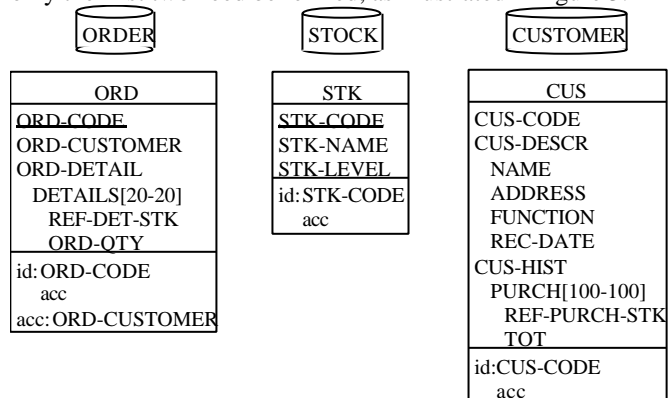 ORDER
STOCK
CUSTOMER
ORD
ORD-CODE
ORD-CUSTOMER
ORD-DETAIL
DETAILS[20-20]
REF-DET-STK
ORD-QTY
id:ORD-CODE
acc
acc:ORD-CUSTOMER
STK
STK-CODE
STK-NAME
STK-LEVEL
id:STK-CODE
acc
CUS
CUS-CODE
CUS-DESCR
NAME
ADDRESS
FUNCTION
REC-DATE
CUS-HIST
PURCH[100-100]
REF-PURCH-STK
TOT
id:CUS-CODE
acc